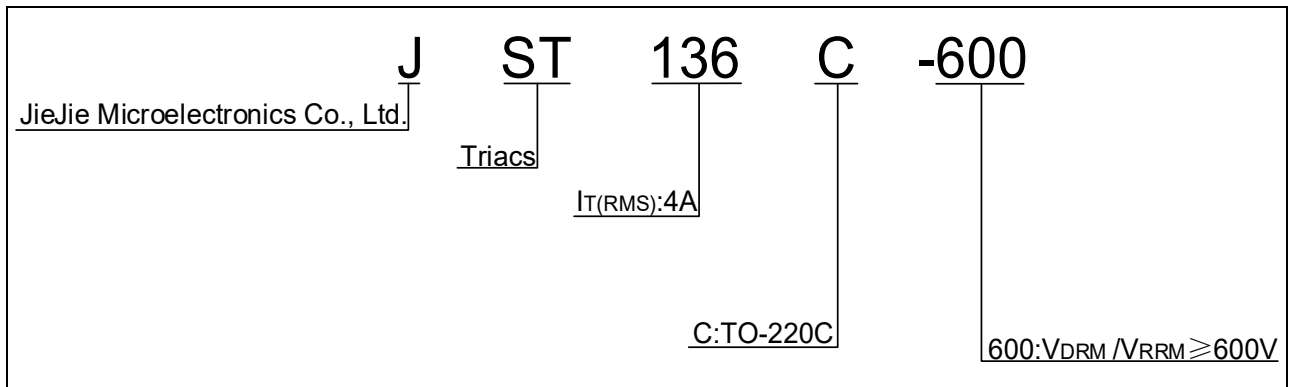 J ST 136 C -600
JieJie Microelectronics Co., Ltd.
Triacs
IT(RMS):4A
C:TO-220C
600:VDRM /VRRM≥600V